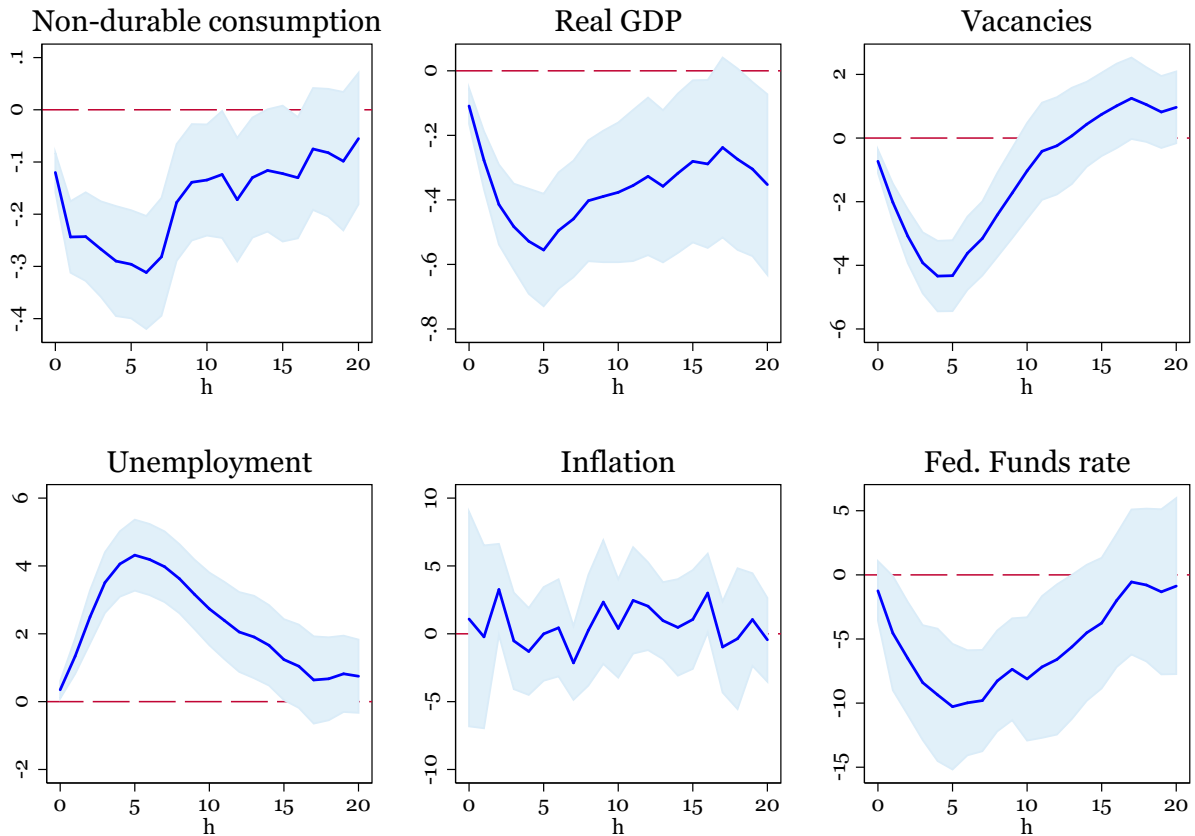 Non-durable consumption
.1
0
-.1
-.2
-.3
-.4
0 5 10 15 20
h
Real GDP
0
-.2
-.4
-.6
-.8
0 5 10 15 20
h
Vacancies
2
0
-2
-4
-6
0 5 10 15 20
h
Unemployment
6
4
2
0
-2
0 5 10 15 20
h
Inflation
10
5
0
-5
-10
0 5 10 15 20
h
Fed. Funds rate
5
0
-5
-10
-15
0 5 10 15 20
h